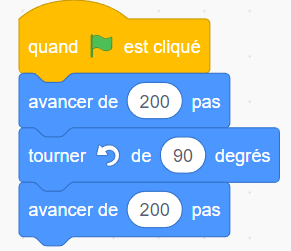 quand est cliqué
avancer de 200 pas
tourner de 90 degrés
avancer de 200 pas